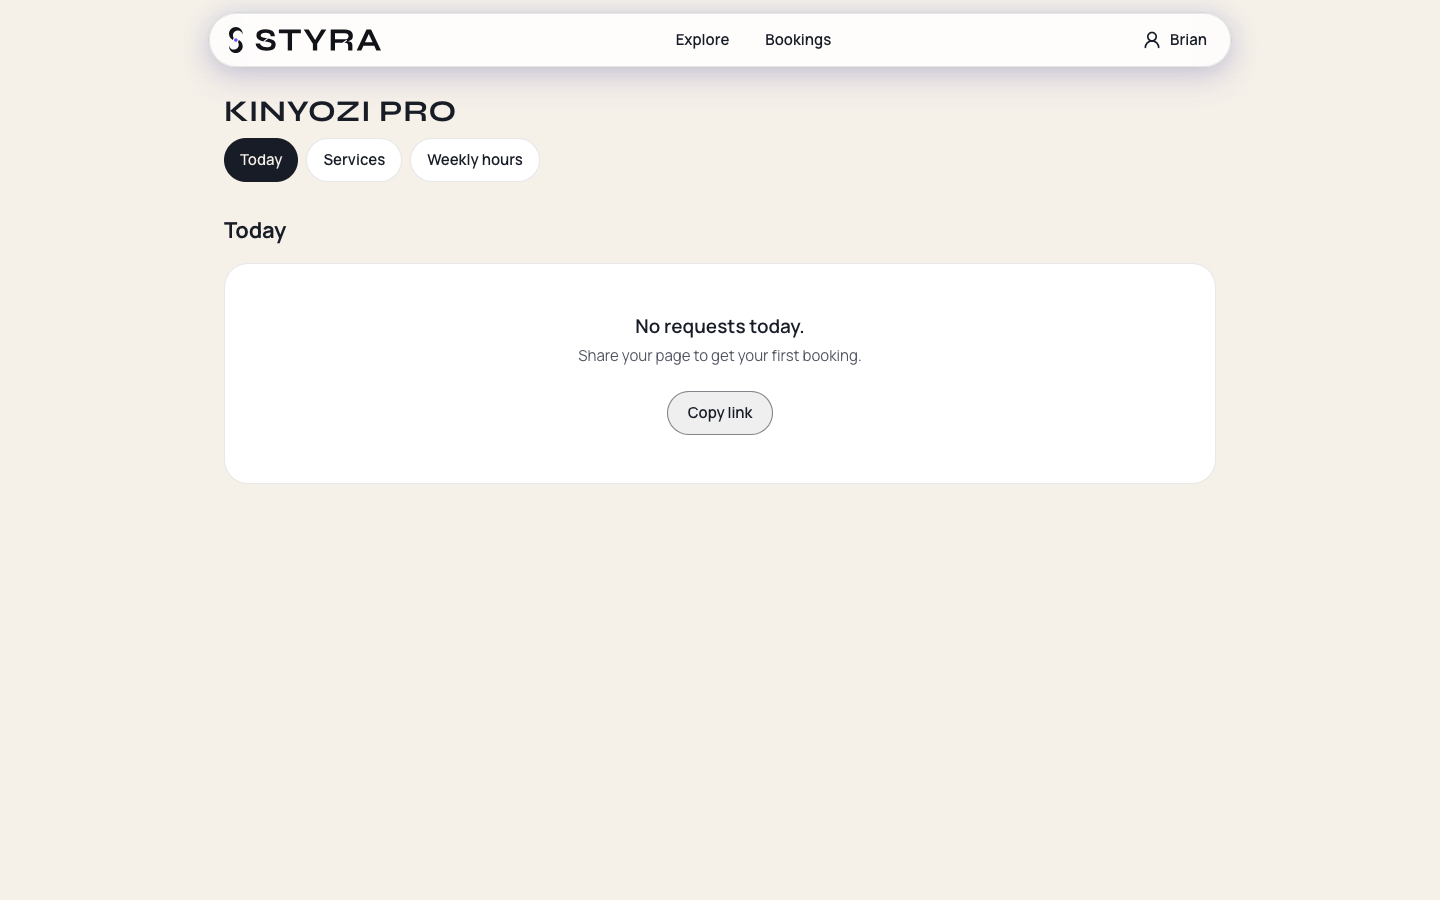 STYRA
Explore
Bookings
Brian
KINYOZI PRO
Today
Services
Weekly hours
Today
No requests today.
Share your page to get your first booking.
Copy link